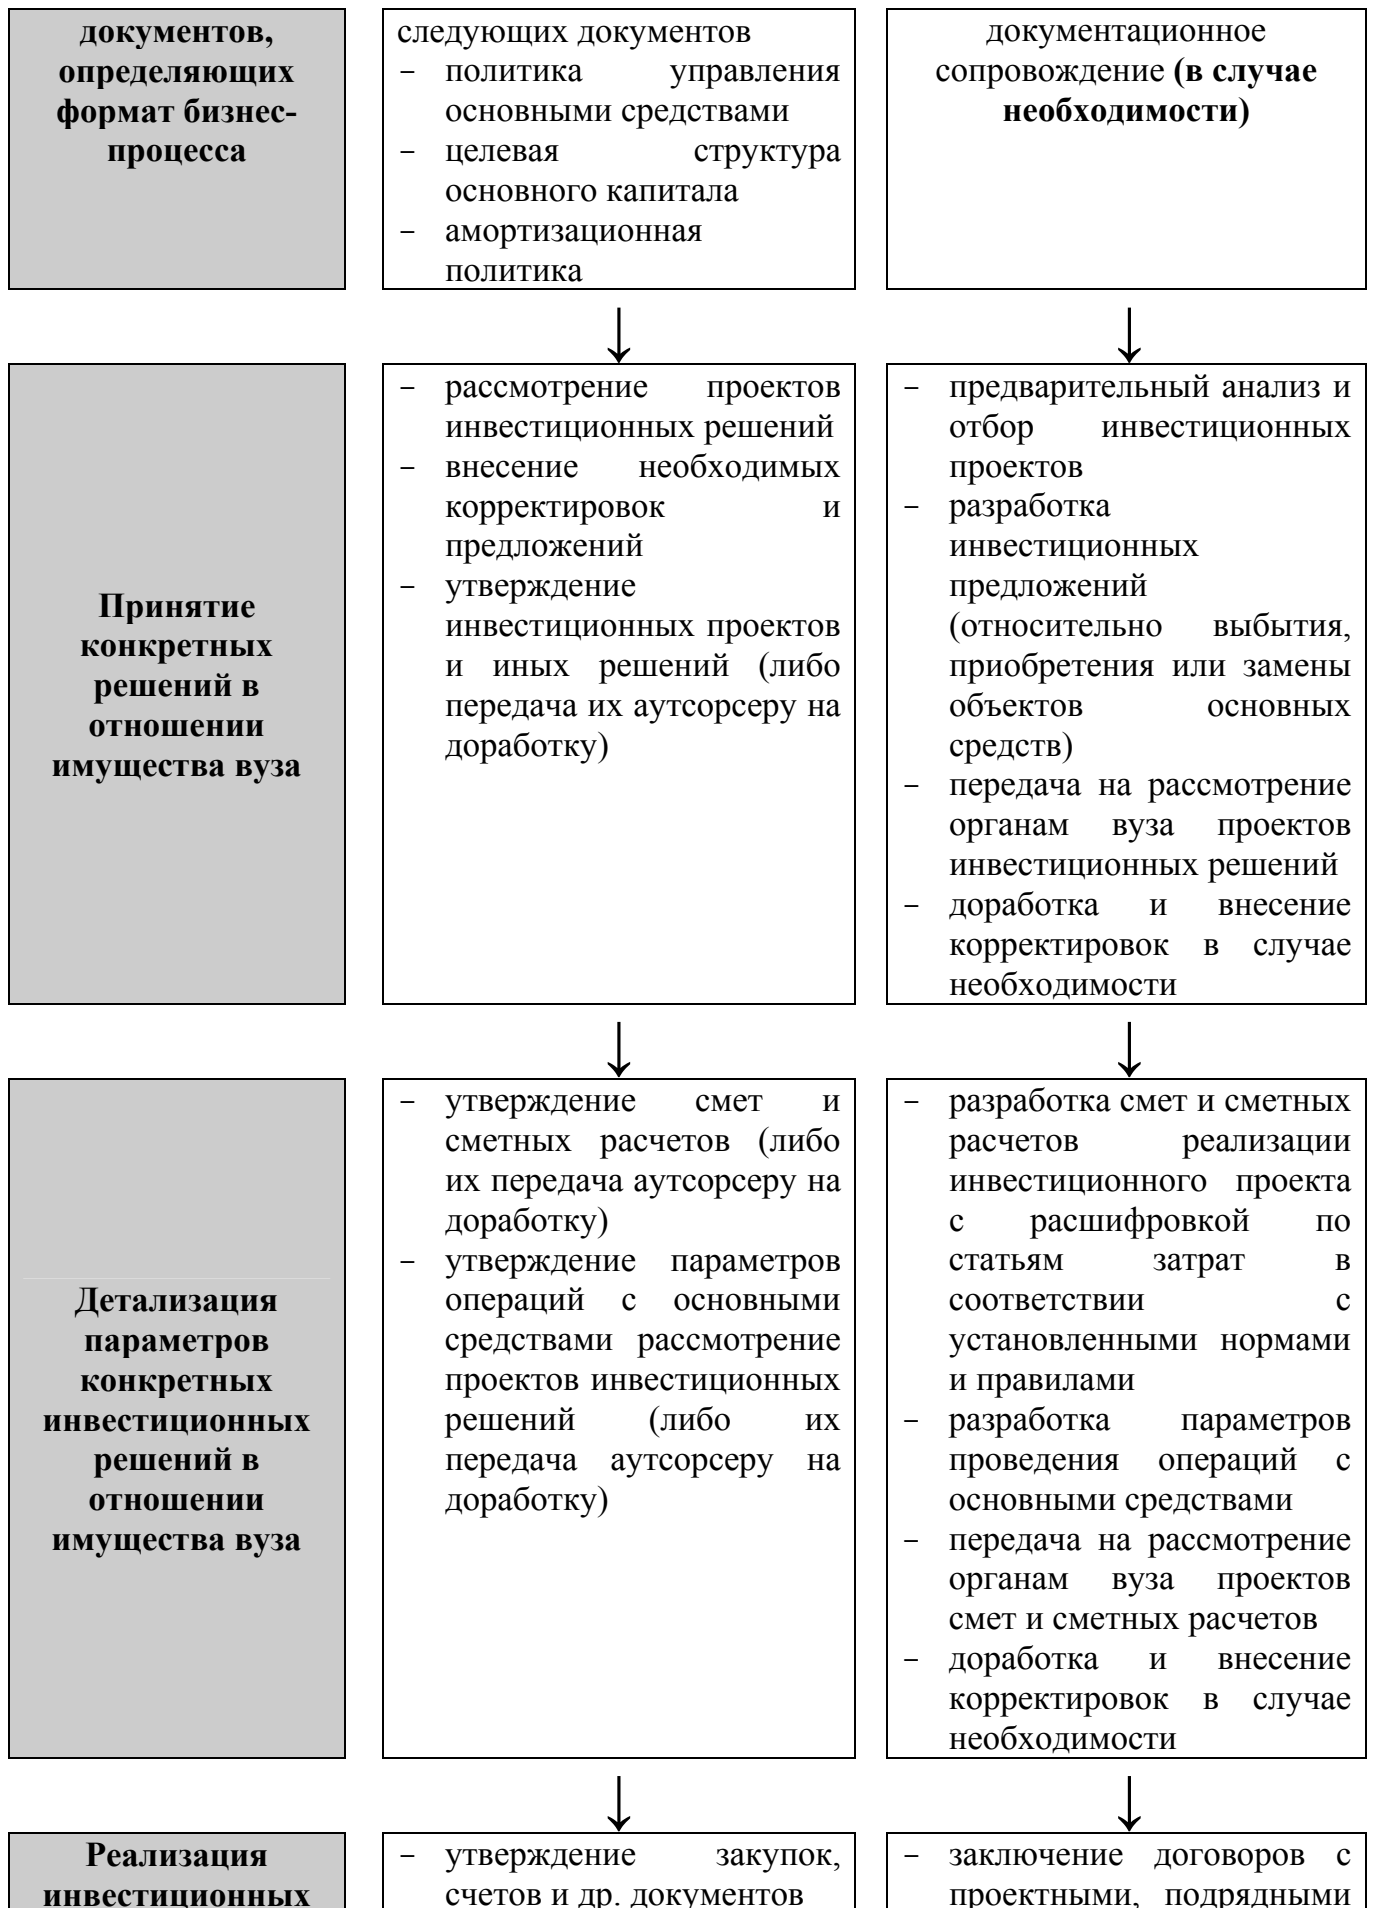 документов,
определяющих
формат бизнес-
процесса
следующих документов
− политика управления
основными средствами
− целевая структура
основного капитала
− амортизационная
политика
документационное
сопровождение (в случае
необходимости)
↓ ↓
Принятие
конкретных
решений в
отношении
имущества вуза
− рассмотрение проектов
инвестиционных решений
− внесение необходимых
корректировок и
предложений
− утверждение
инвестиционных проектов
и иных решений (либо
передача их аутсорсеру на
доработку)
− предварительный анализ и
отбор инвестиционных
проектов
− разработка
инвестиционных
предложений
(относительно выбытия,
приобретения или замены
объектов основных
средств)
− передача на рассмотрение
органам вуза проектов
инвестиционных решений
− доработка и внесение
корректировок в случае
необходимости
↓ ↓
Детализация
параметров
конкретных
инвестиционных
решений в
отношении
имущества вуза
− утверждение смет и
сметных расчетов (либо
их передача аутсорсеру на
доработку)
− утверждение параметров
операций с основными
средствами рассмотрение
проектов инвестиционных
решений (либо их
передача аутсорсеру на
доработку)
− разработка смет и сметных
расчетов реализации
инвестиционного проекта
с расшифровкой по
статьям затрат в
соответствии с
установленными нормами
и правилами
− разработка параметров
проведения операций с
основными средствами
− передача на рассмотрение
органам вуза проектов
смет и сметных расчетов
− доработка и внесение
корректировок в случае
необходимости
↓ ↓
Реализация
инвестиционных
− утверждение закупок,
счетов и др. документов
− заключение договоров с
проектными, подрядными